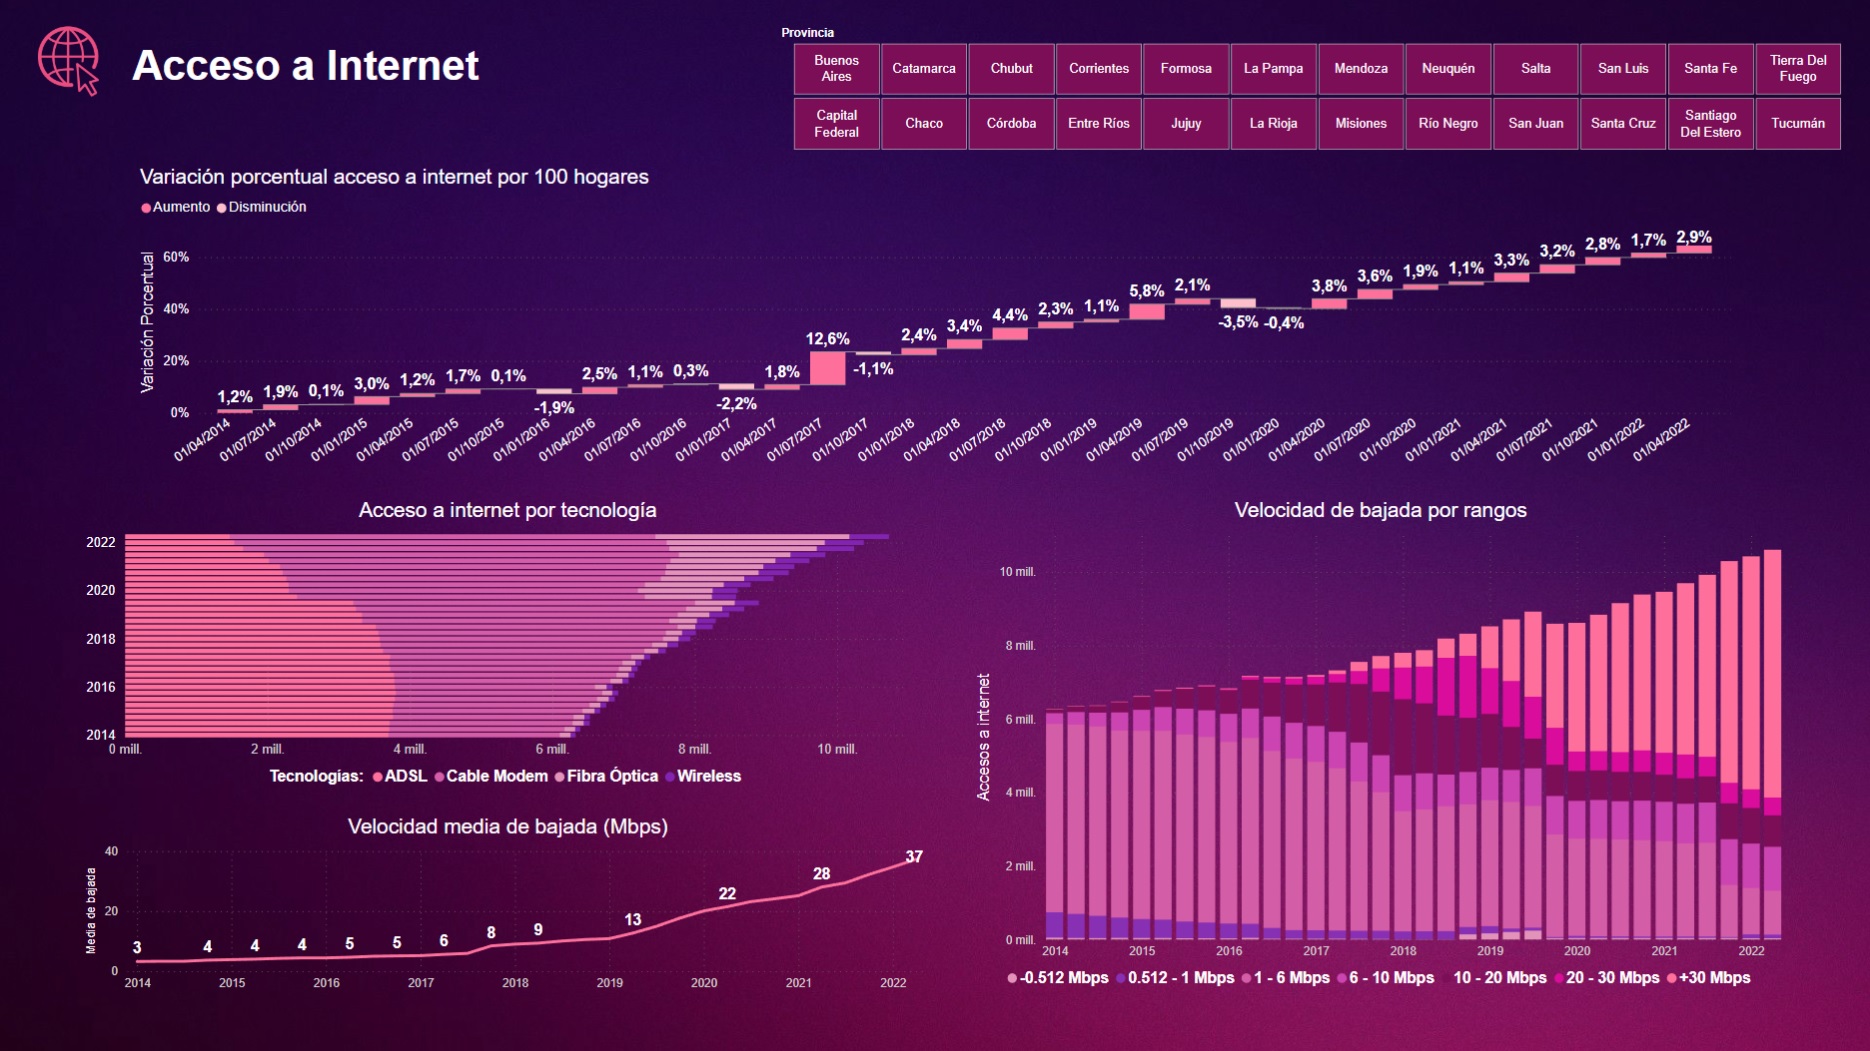 Acceso a Internet
Provincia
Buenos Aires
Catamarca
Chubut
Corrientes
Formosa
La Pampa
Mendoza
Neuquén
Salta
San Luis
Santa Fe
Tierra Del Fuego
Capital Federal
Chaco
Córdoba
Entre Ríos
Jujuy
La Rioja
Misiones
Río Negro
San Juan
Santa Cruz
Santiago Del Estero
Tucumán
Variación porcentual acceso a internet por 100 hogares
Aumento Disminución
Variación Porcentual
60%
40%
20%
0%
1,2% 1,9% 0,1% 3,0% 1,2% 1,7% 0,1% -1,9% 2,5% 1,1% 0,3% -2,2% 1,8% 12,6% -1,1% 2,4% 3,4% 4,4% 2,3% 1,1% 5,8% 2,1% -3,5% -0,4% 3,8% 3,6% 1,9% 1,1% 3,3% 3,2% 2,8% 1,7% 2,9%
01/04/2014 01/07/2014 01/10/2014 01/01/2015 01/04/2015 01/07/2015 01/10/2015 01/01/2016 01/04/2016 01/07/2016 01/10/2016 01/01/2017 01/04/2017 01/07/2017 01/10/2017 01/01/2018 01/04/2018 01/07/2018 01/10/2018 01/01/2019 01/04/2019 01/07/2019 01/10/2019 01/01/2020 01/04/2020 01/07/2020 01/10/2020 01/01/2021 01/04/2021 01/07/2021 01/10/2021 01/01/2022 01/04/2022
Acceso a internet por tecnología
2022
2020
2018
2016
2014
0 mill. 2 mill. 4 mill. 6 mill. 8 mill. 10 mill.
Tecnologías: ADSL Cable Modem Fibra Óptica Wireless
Velocidad media de bajada (Mbps)
Media de bajada
40
20
0
3 4 4 4 5 5 6 8 9 13 22 28 37
2014 2015 2016 2017 2018 2019 2020 2021 2022
Velocidad de bajada por rangos
Accesos a internet
10 mill.
8 mill.
6 mill.
4 mill.
2 mill.
0 mill.
2014 2015 2016 2017 2018 2019 2020 2021 2022
-0.512 Mbps 0.512 - 1 Mbps 1 - 6 Mbps 6 - 10 Mbps 10 - 20 Mbps 20 - 30 Mbps +30 Mbps